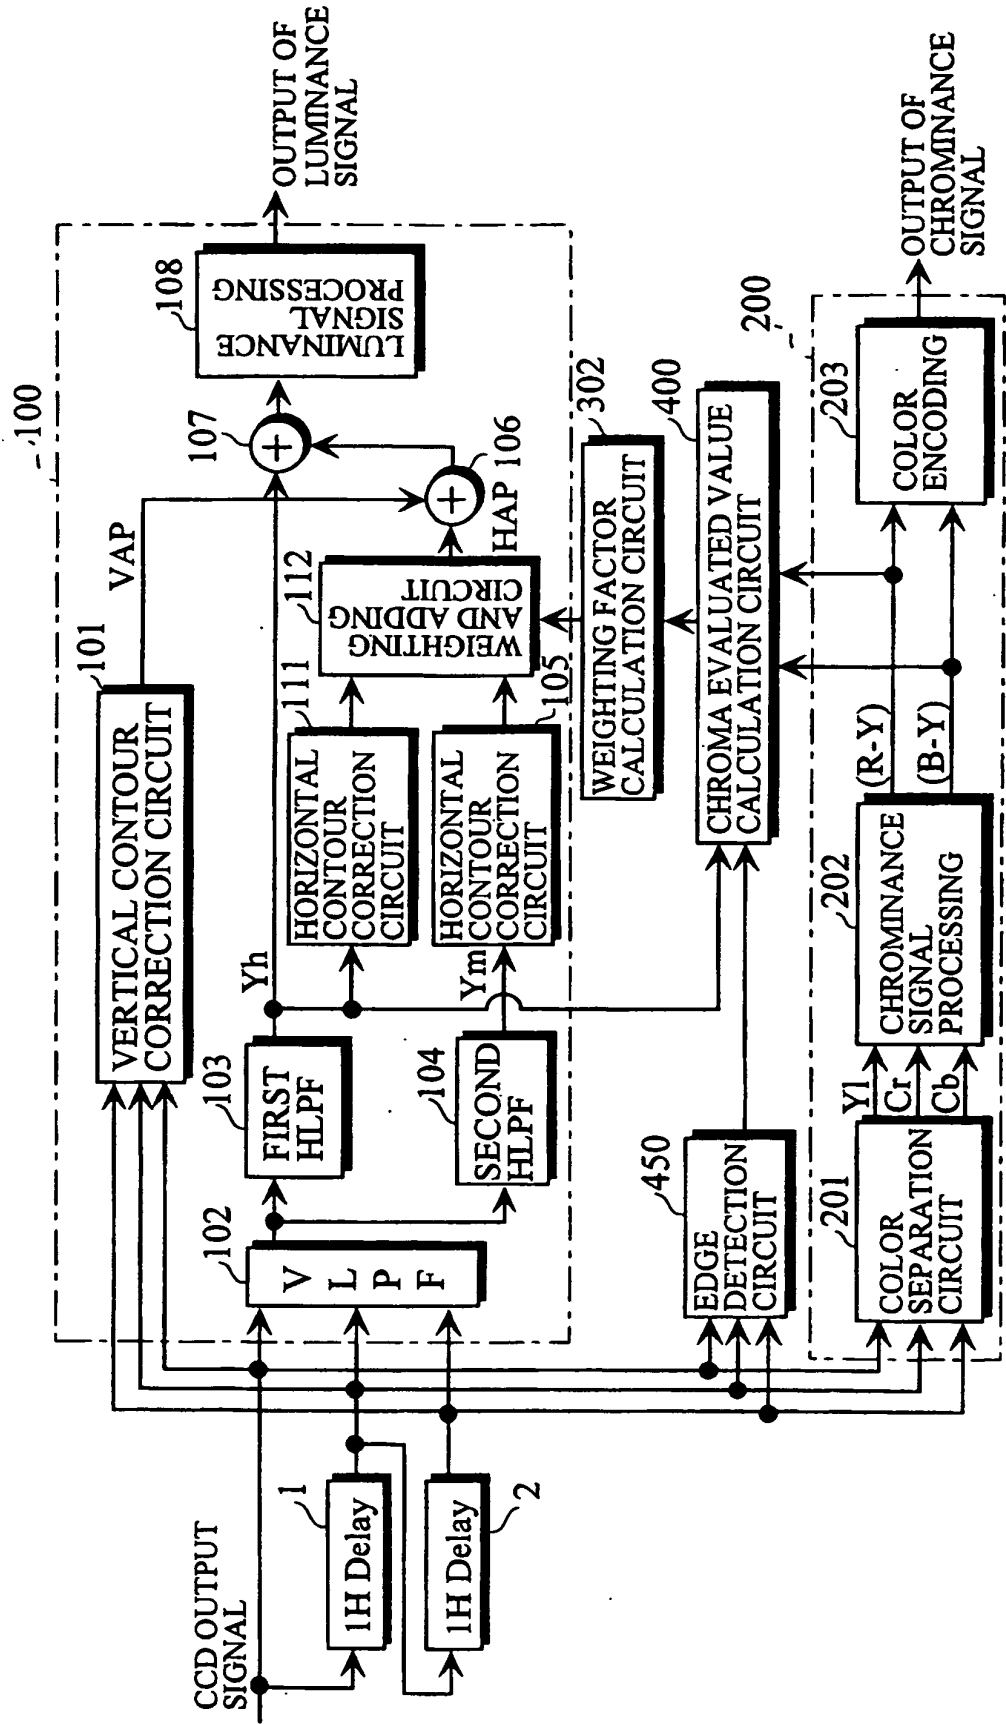 CCD OUTPUT
SIGNAL
1
1H Delay
1H Delay
2
100
VERTICAL CONTOUR
CORRECTION CIRCUIT
101
VAP
102
V
L
P
F
103
FIRST
HLPF
Yh
104
SECOND
HLPF
Ym
HORIZONTAL
CONTOUR
CORRECTION
CIRCUIT
111
HORIZONTAL
CONTOUR
CORRECTION
CIRCUIT
105
WEIGHTING
AND ADDING
CIRCUIT
112
HAP
106
+
107
+
108
LUMINANCE
SIGNAL
PROCESSING
OUTPUT OF
LUMINANCE
SIGNAL
WEIGHTING FACTOR
CALCULATION CIRCUIT
302
CHROMA EVALUATED VALUE
CALCULATION CIRCUIT
400
450
EDGE
DETECTION
CIRCUIT
200
201
COLOR
SEPARATION
CIRCUIT
Yl
Cr
Cb
202
CHROMINANCE
SIGNAL
PROCESSING
(R-Y)
(B-Y)
203
COLOR
ENCODING
OUTPUT OF
CHROMINANCE
SIGNAL